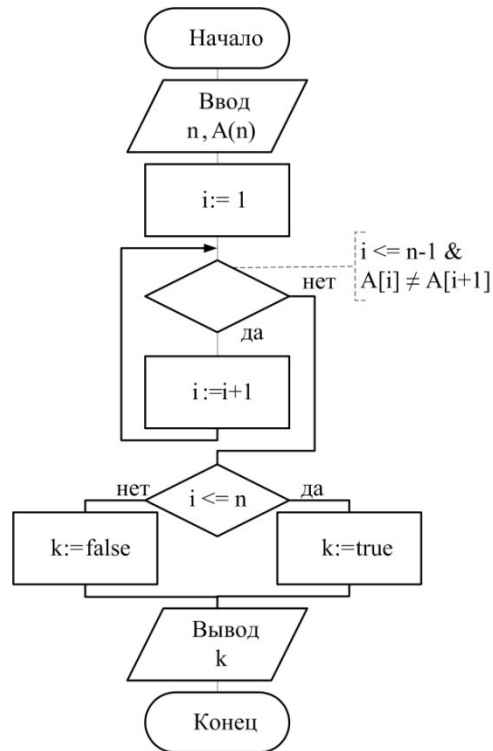 Начало
Ввод
n , A(n)
i:= 1
i <= n-1 &
A[i] ≠ A[i+1]
нет
да
i :=i+1
нет
i <= n
да
k:=false
k:=true
Вывод
k
Конец